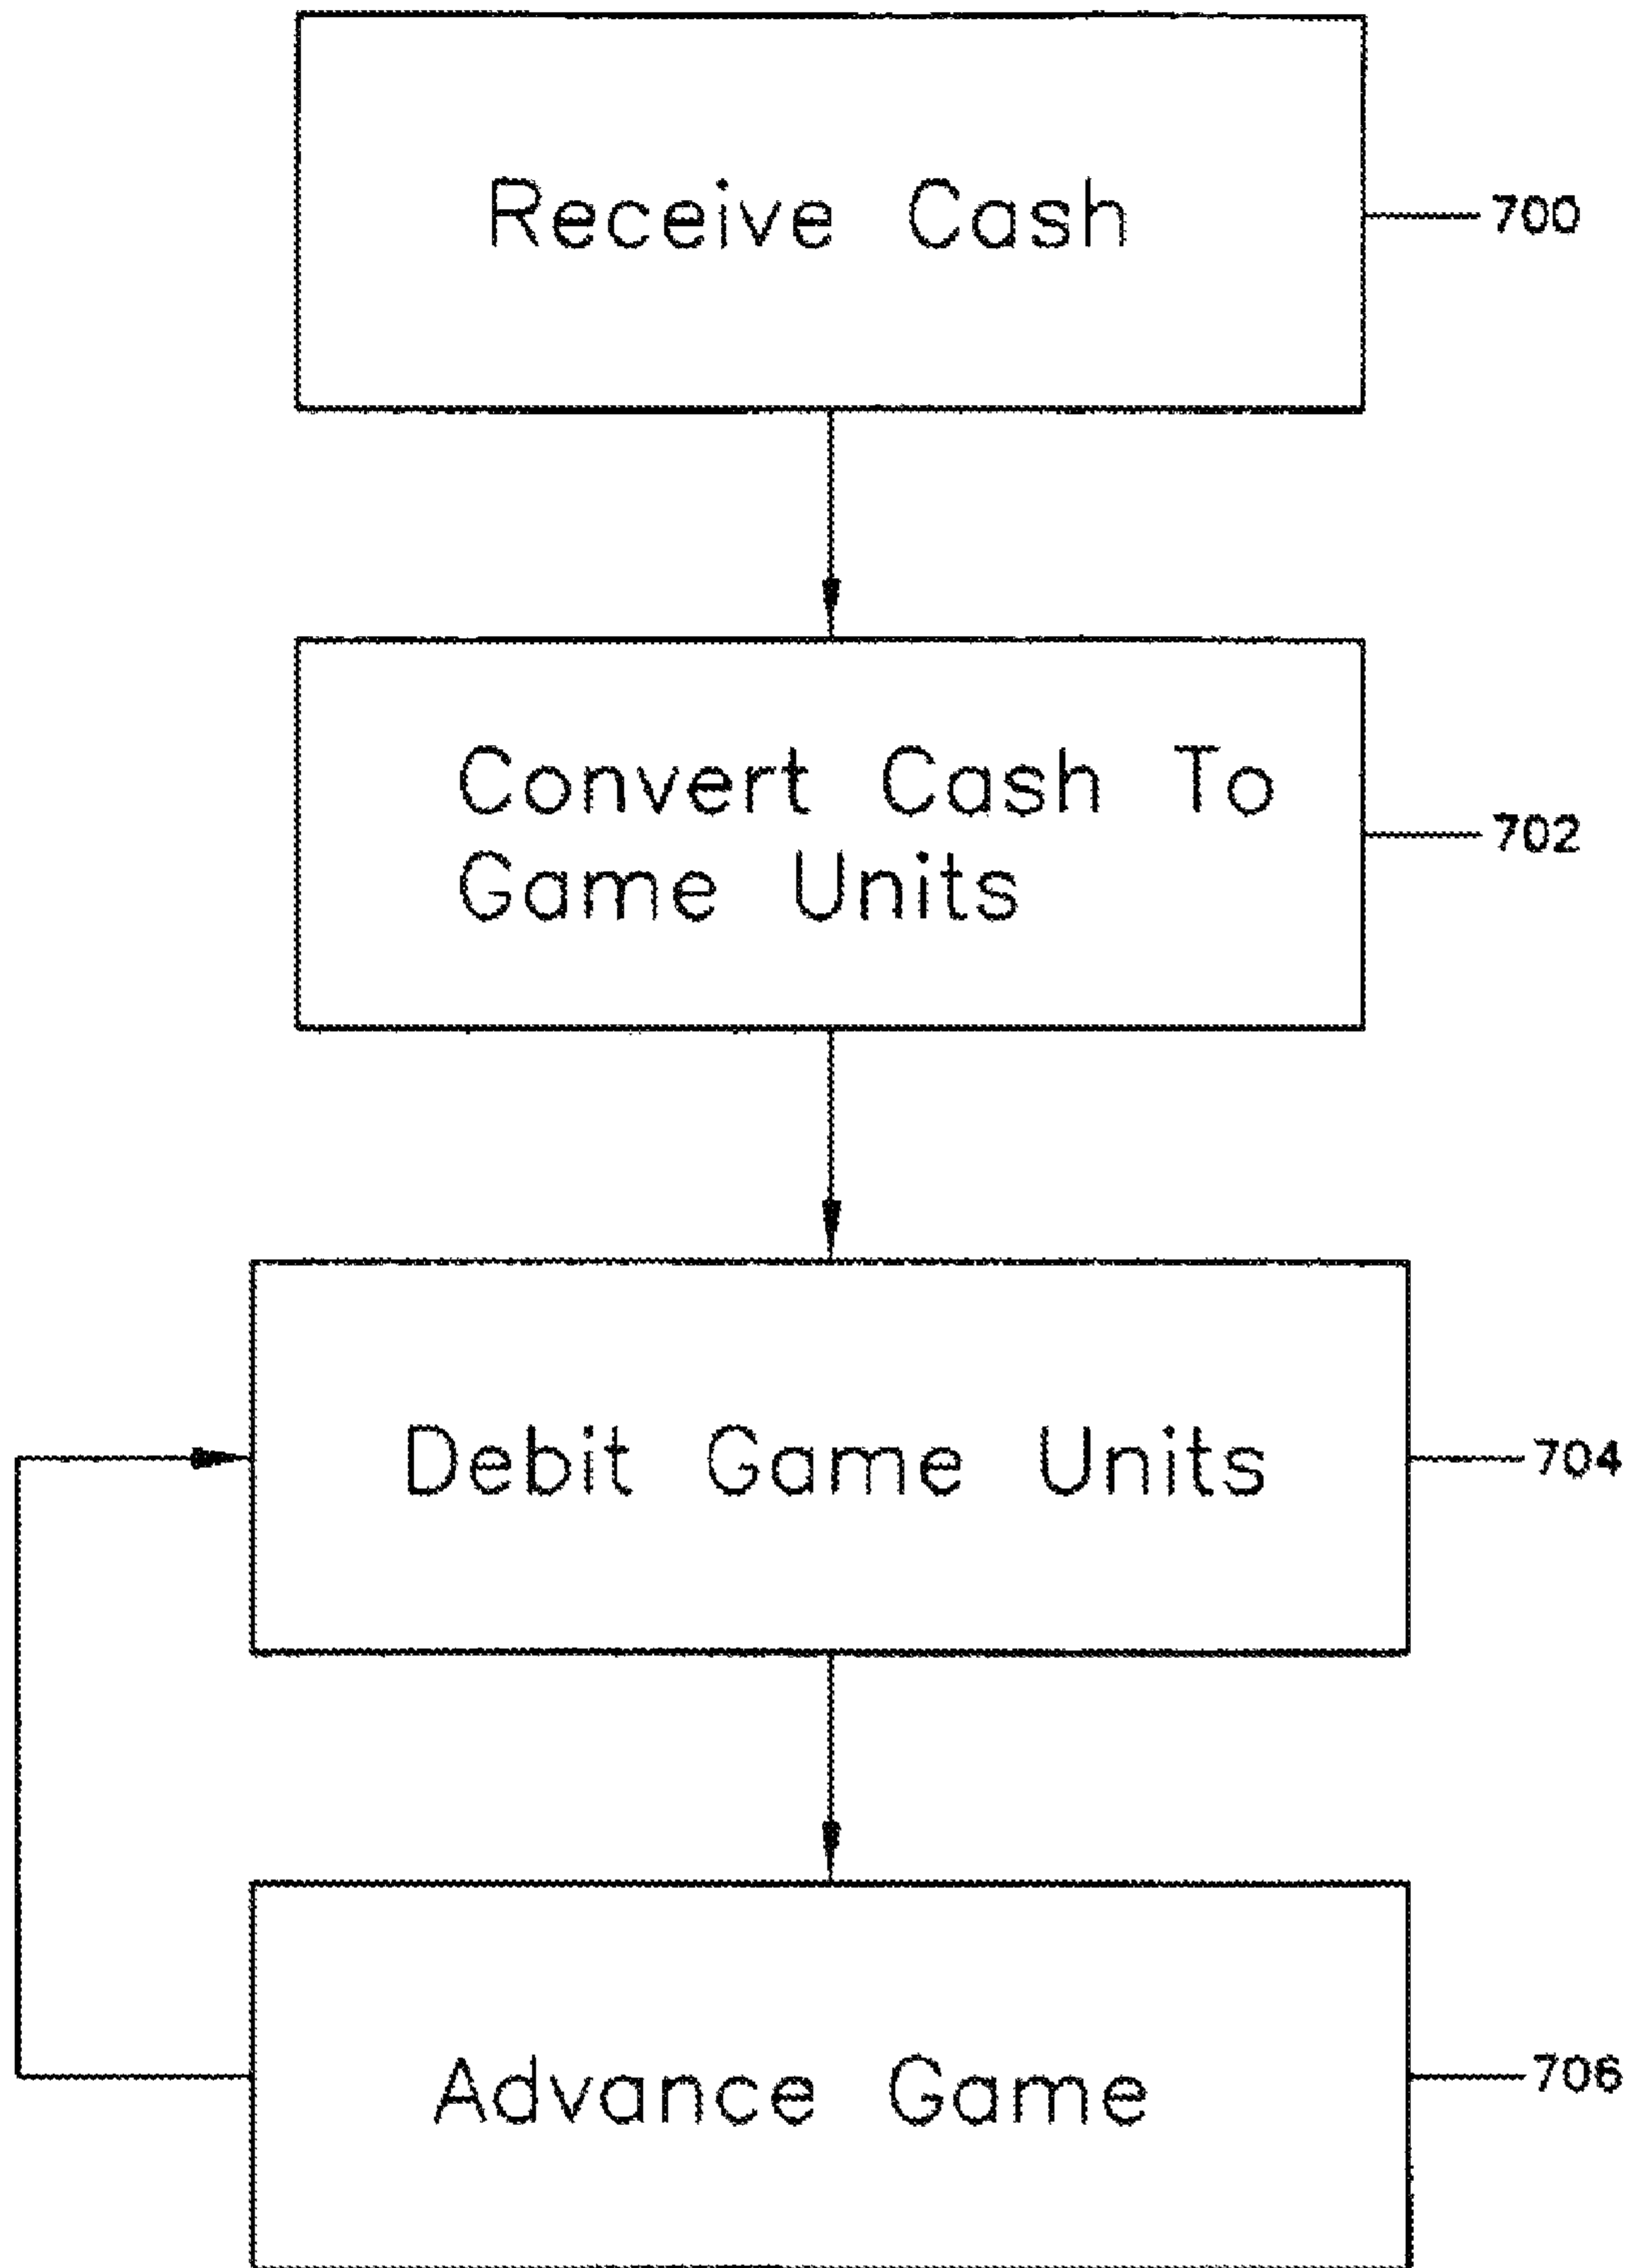 Receive Cash
700
Convert Cash To
Game Units
702
Debit Game Units
704
Advance Game
706